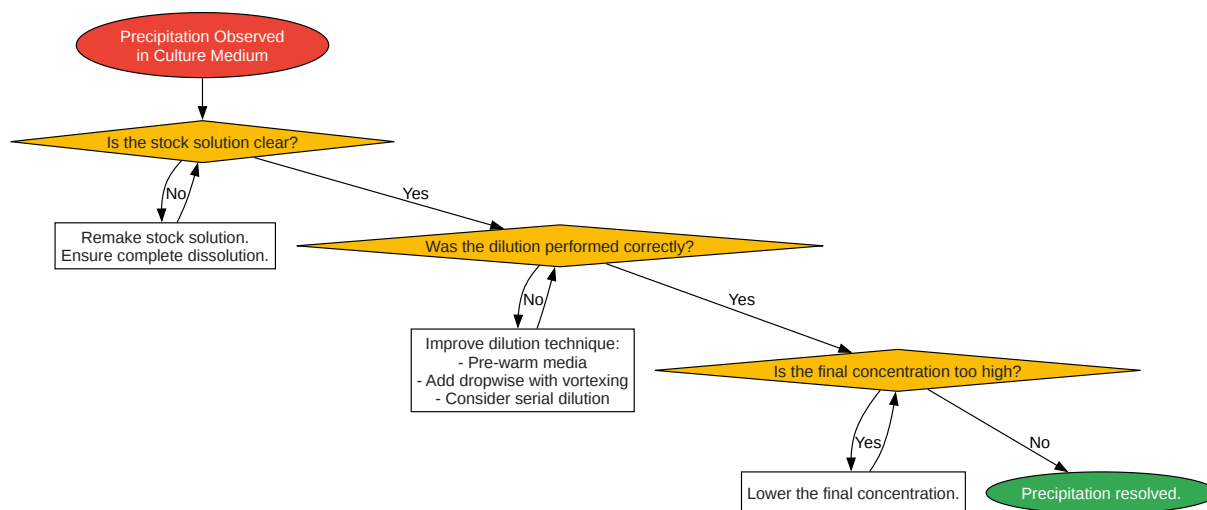 Precipitation Observed
in Culture Medium
Is the stock solution clear?
No
Yes
Remake stock solution.
Ensure complete dissolution.
Was the dilution performed correctly?
No
Yes
Improve dilution technique:
- Pre-warm media
- Add dropwise with vortexing
- Consider serial dilution
Is the final concentration too high?
Yes
No
Lower the final concentration.
Precipitation resolved.